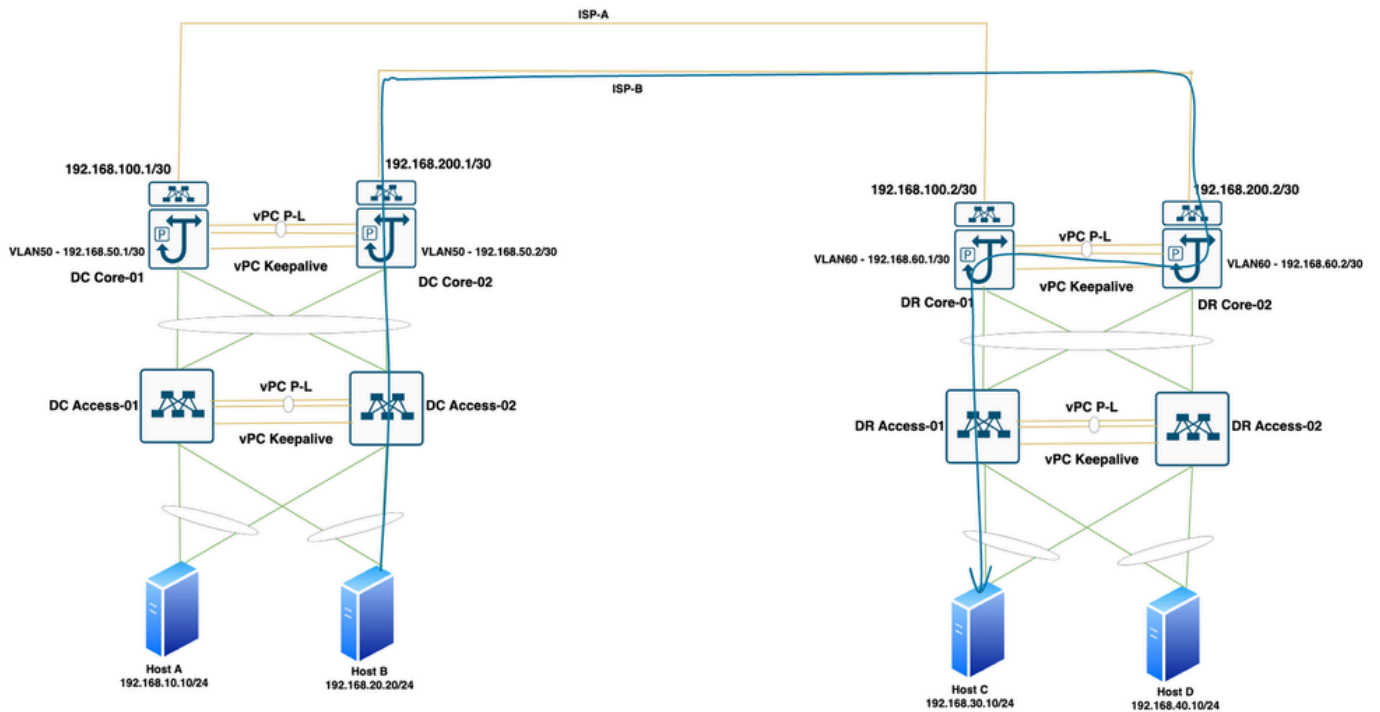 ISP-A
ISP-B
192.168.100.1/30
192.168.200.1/30
192.168.100.2/30
192.168.200.2/30
P
vPC P-L
P
VLAN50 - 192.168.50.1/30
VLAN50 - 192.168.50.2/30
vPC Keepalive
DC Core-01
DC Core-02
P
vPC P-L
P
VLAN60 - 192.168.60.1/30
VLAN60 - 192.168.60.2/30
vPC Keepalive
DR Core-01
DR Core-02
DC Access-01
vPC P-L
DC Access-02
vPC Keepalive
DR Access-01
vPC P-L
DR Access-02
vPC Keepalive
Host A
192.168.10.10/24
Host B
192.168.20.20/24
Host C
192.168.30.10/24
Host D
192.168.40.10/24